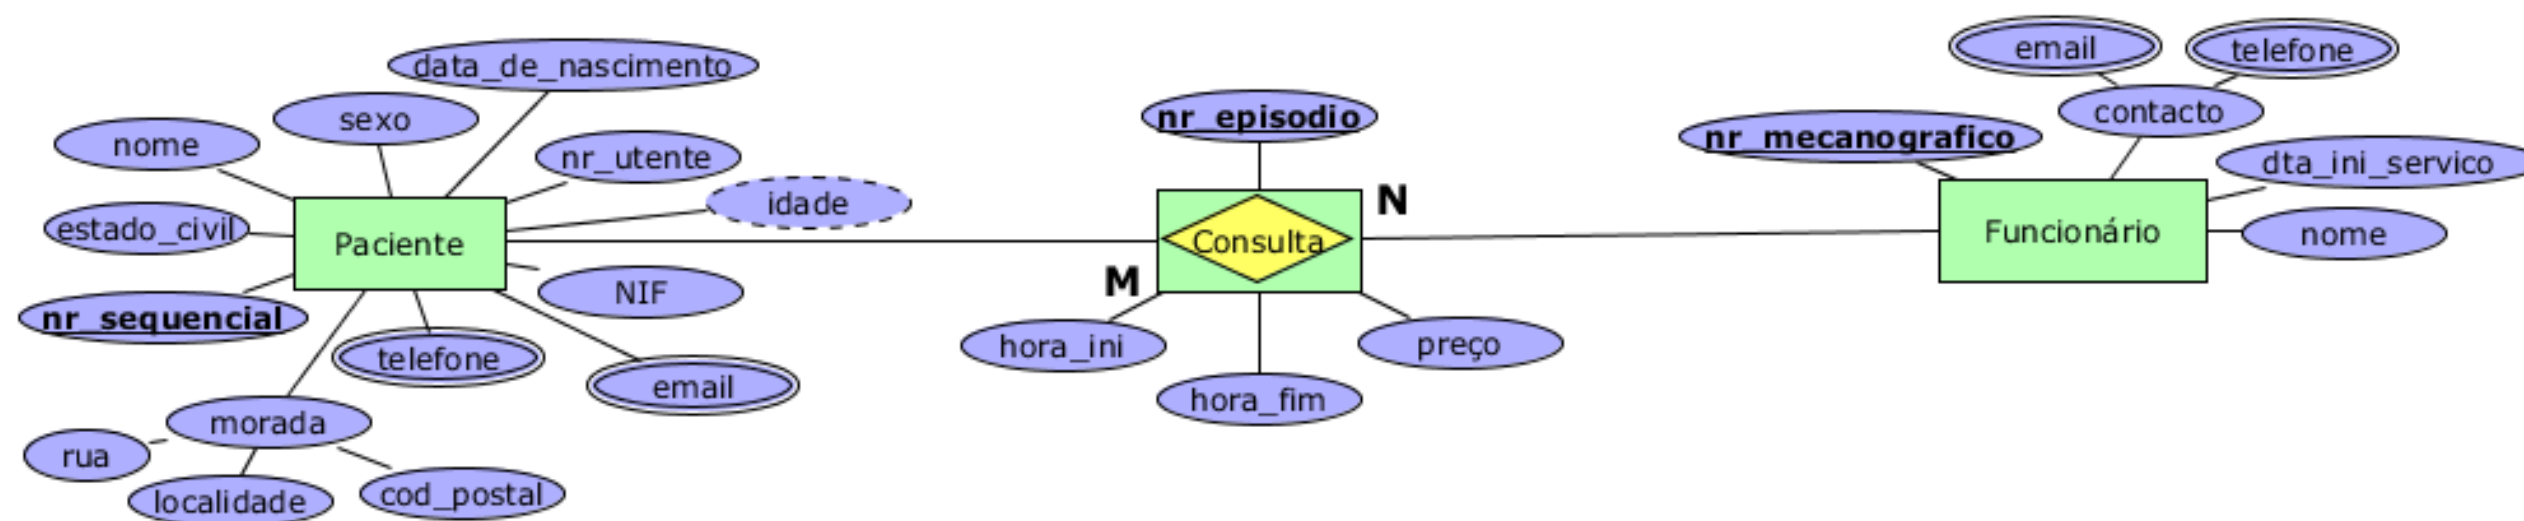 email
telefone
data_de_nascimento
nr_episodio
contacto
sexo
nome
nr_utente
nr_mecanografico
dta_ini_servico
idade
N
estado_civil
Paciente
Consulta
Funcionário
nome
M
NIF
nr_sequencial
hora_ini
preço
telefone
email
hora_fim
morada
rua
cod_postal
localidade